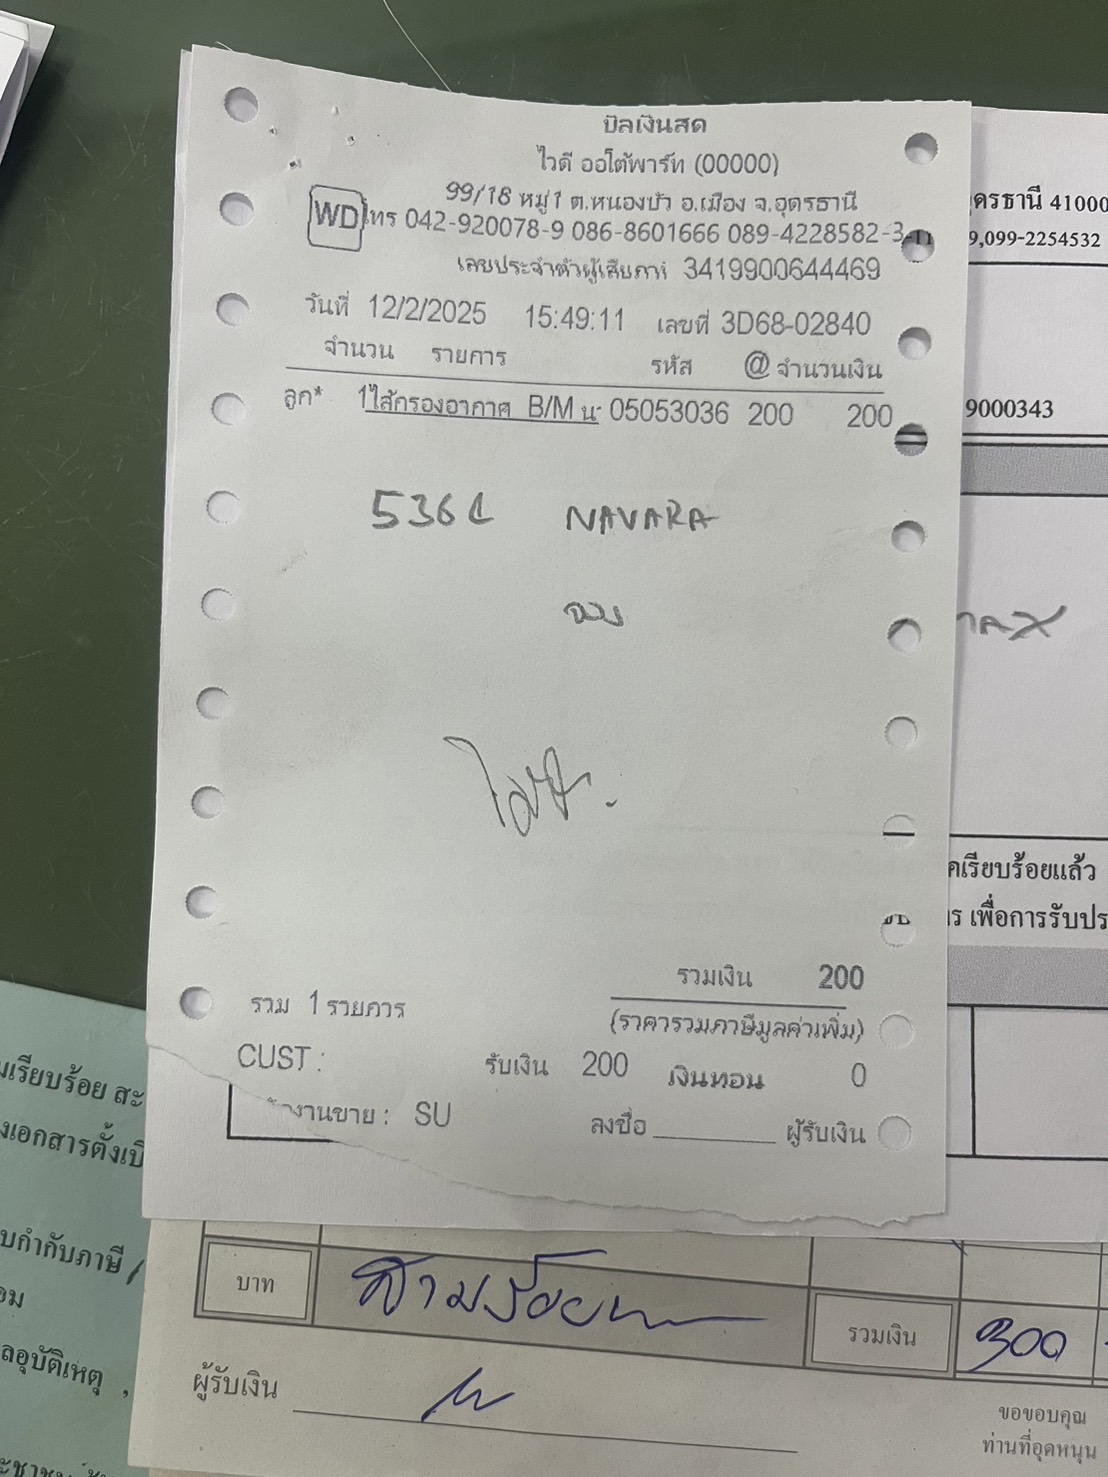 บิลเงินสด
ไวดี ออโต้พาร์ท (00000)
99/18 หมู่1 ต.หนองบัว อ.เมือง จ.อุดรธานี
WD โทร 042-920078-9 086-8601666 089-4228582-3
เลขประจำตัวผู้เสียภาษี 3419900644469
วันที่ 12/2/2025 15:49:11 เลขที่ 3D68-02840
จำนวน รายการ รหัส @ จำนวนเงิน
ลูก* 1 ไส้กรองอากาศ B/M น 05053036 200 200
NAVARA
รวมเงิน 200
รวม 1 รายการ
(ราคารวมภาษีมูลค่าเพิ่ม)
CUST : รับเงิน 200 เงินทอน 0
งานขาย : SU ลงชื่อ ผู้รับเงิน
ดรธานี 41000
9,099-2254532
9000343
คเรียบร้อยแล้ว
ร เพื่อการรับประ
มเรียบร้อย สะ
งเอกสารตั้งเบิ
บกำกับภาษี /
อม
ลอุบัติเหตุ ,
บาท สามร้อยบาท รวมเงิน 300 -
ผู้รับเงิน
ขอขอบคุณ
ท่านที่อุดหนุน